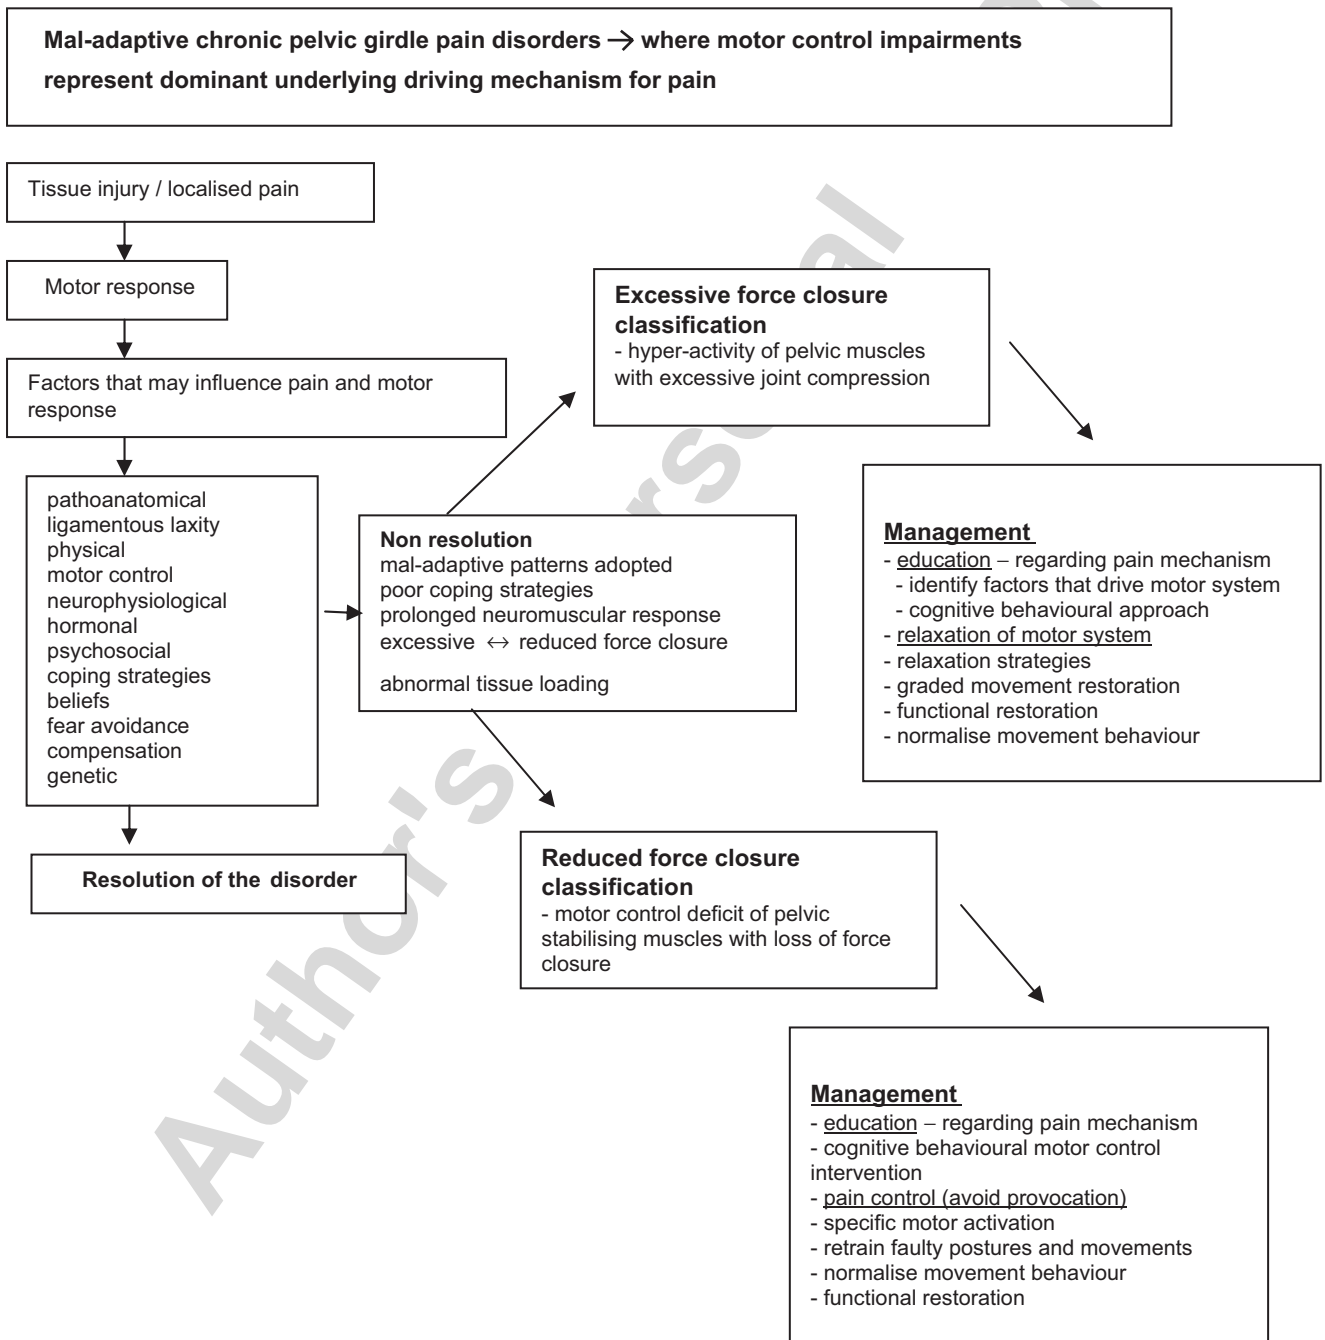 Mal-adaptive chronic pelvic girdle pain disorders → where motor control impairments
represent dominant underlying driving mechanism for pain
Tissue injury / localised pain
Motor response
Factors that may influence pain and motor
response
pathoanatomical
ligamentous laxity
physical
motor control
neurophysiological
hormonal
psychosocial
coping strategies
beliefs
fear avoidance
compensation
genetic
Resolution of the disorder
Non resolution
mal-adaptive patterns adopted
poor coping strategies
prolonged neuromuscular response
excessive ↔ reduced force closure
abnormal tissue loading
Excessive force closure
classification
- hyper-activity of pelvic muscles
with excessive joint compression
Management
- education – regarding pain mechanism
- identify factors that drive motor system
- cognitive behavioural approach
- relaxation of motor system
- relaxation strategies
- graded movement restoration
- functional restoration
- normalise movement behaviour
Reduced force closure
classification
- motor control deficit of pelvic
stabilising muscles with loss of force
closure
Management
- education – regarding pain mechanism
- cognitive behavioural motor control
intervention
- pain control (avoid provocation)
- specific motor activation
- retrain faulty postures and movements
- normalise movement behaviour
- functional restoration
Author's